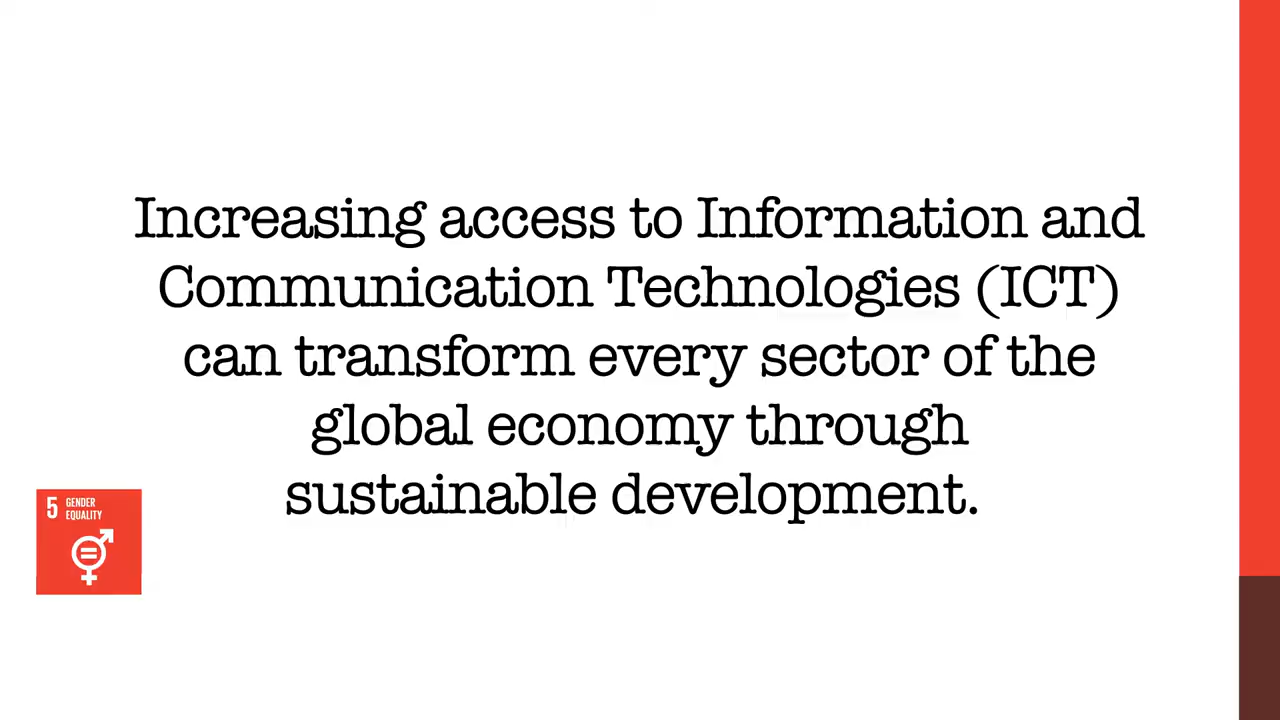 Increasing access to Information and
Communication Technologies (ICT)
can transform every sector of the
global economy through
sustainable development.
5 GENDER
EQUALITY